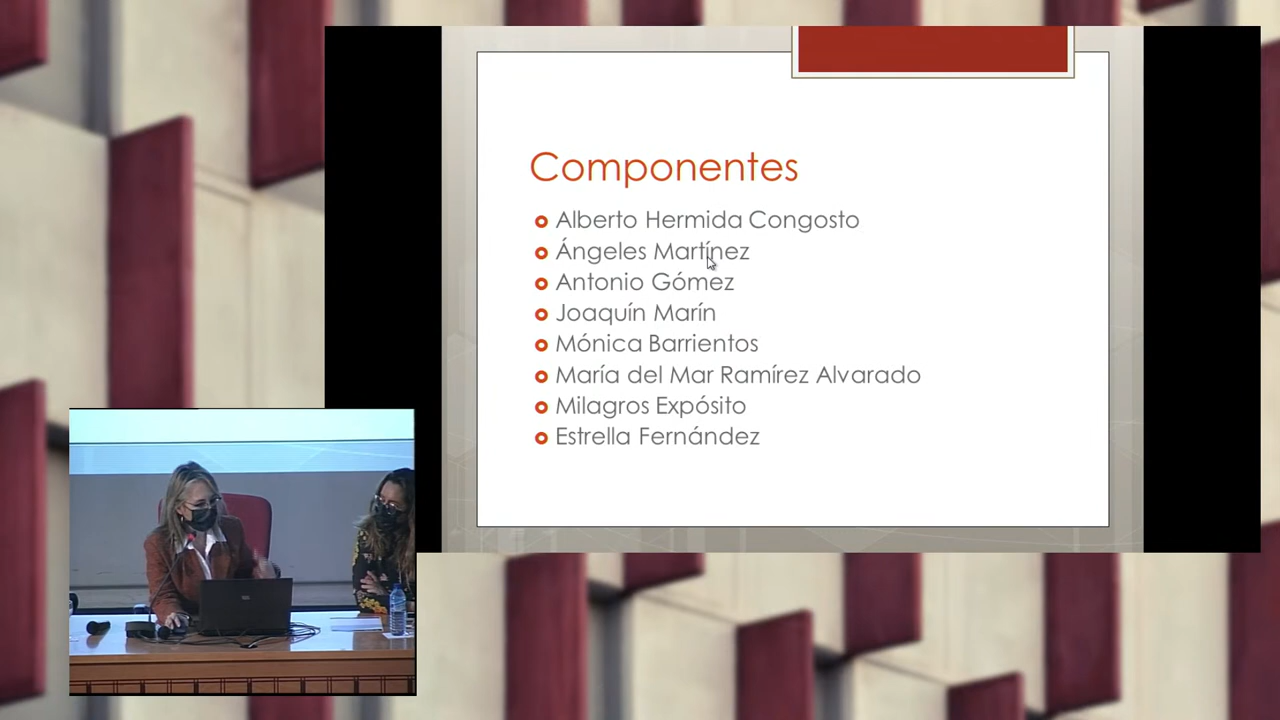 Componentes
Alberto Hermida Congosto
Ángeles Martínez
Antonio Gómez
Joaquín Marín
Mónica Barrientos
María del Mar Ramírez Alvarado
Milagros Expósito
Estrella Fernández